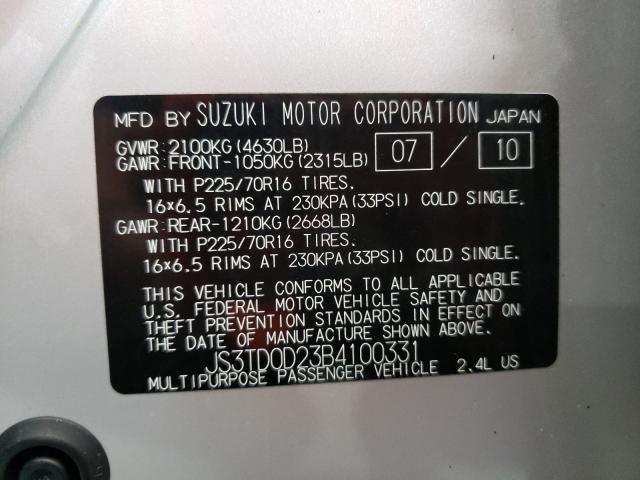 MFD BY SUZUKI MOTOR CORPORATION JAPAN
GVWR:2100KG(4630LB)
GAWR:FRONT-1050KG(2315LB) 07 / 10
WITH P225/70R16 TIRES.
16×6.5 RIMS AT 230KPA(33PSI) COLD SINGLE.
GAWR:REAR-1210KG(2668LB)
WITH P225/70R16 TIRES.
16×6.5 RIMS AT 230KPA(33PSI) COLD SINGLE.
THIS VEHICLE CONFORMS TO ALL APPLICABLE
U.S. FEDERAL MOTOR VEHICLE SAFETY AND
THEFT PREVENTION STANDARDS IN EFFECT ON
THE DATE OF MANUFACTURE SHOWN ABOVE.
JS3TD0D23B4100331
MULTIPURPOSE PASSENGER VEHICLE 2.4L US